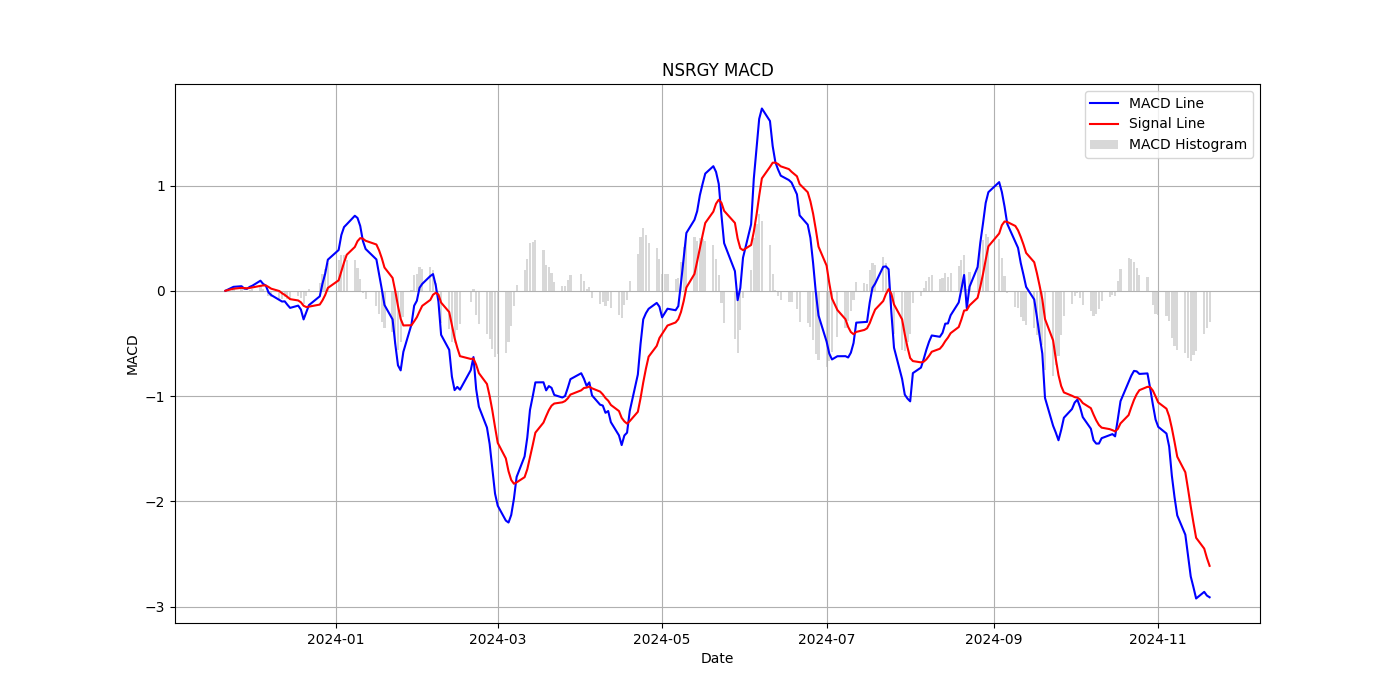 NSRGY MACD
MACD Line
Signal Line
MACD Histogram
MACD
1
0
−1
−2
−3
2024-01
2024-03
2024-05
2024-07
2024-09
2024-11
Date